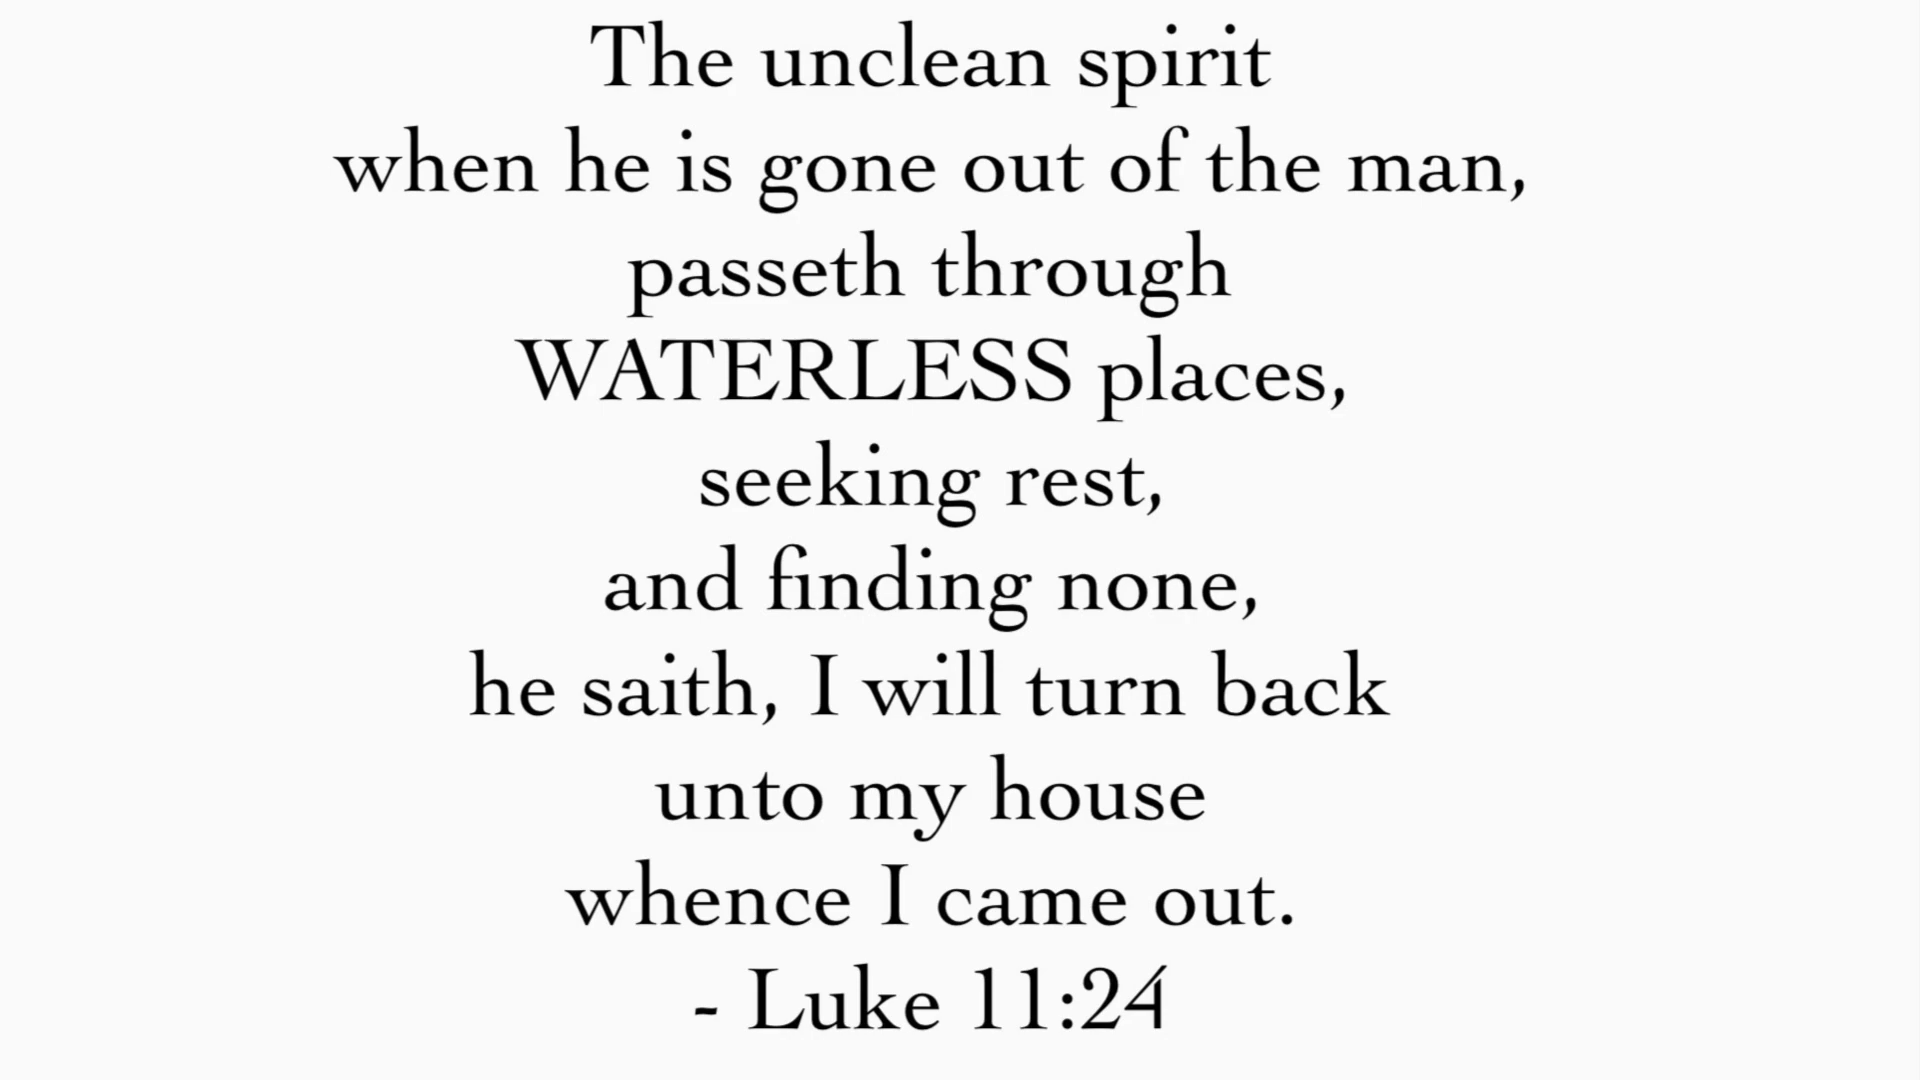 The unclean spirit
when he is gone out of the man,
passeth through
WATERLESS places,
seeking rest,
and finding none,
he saith, I will turn back
unto my house
whence I came out.
- Luke 11:24